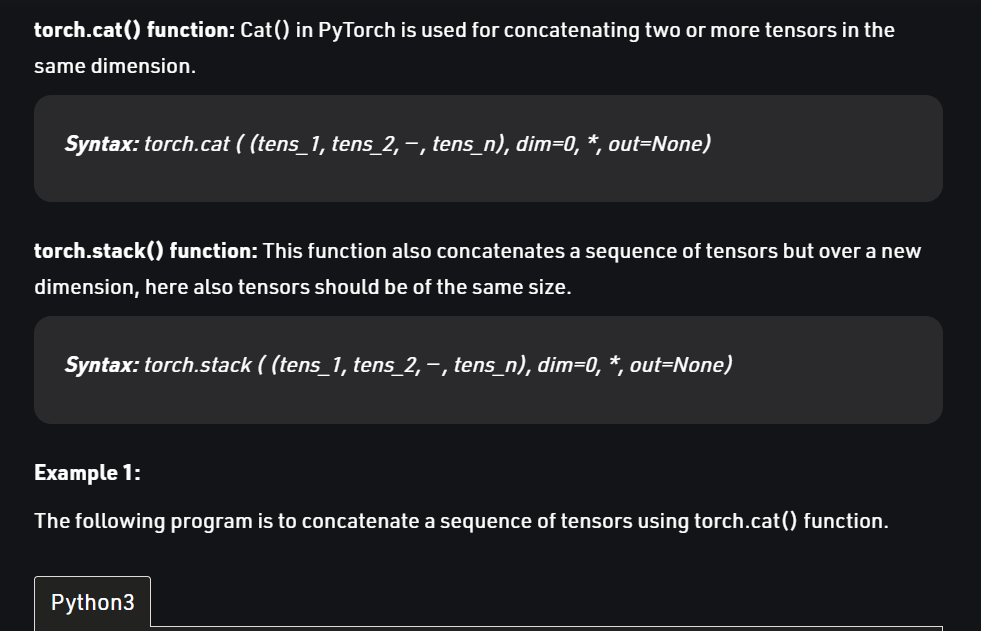 torch.cat() function: Cat() in PyTorch is used for concatenating two or more tensors in the
same dimension.
Syntax: torch.cat ( (tens_1, tens_2, —, tens_n), dim=0, *, out=None)
torch.stack() function: This function also concatenates a sequence of tensors but over a new
dimension, here also tensors should be of the same size.
Syntax: torch.stack ( (tens_1, tens_2, —, tens_n), dim=0, *, out=None)
Example 1:
The following program is to concatenate a sequence of tensors using torch.cat() function.
Python3